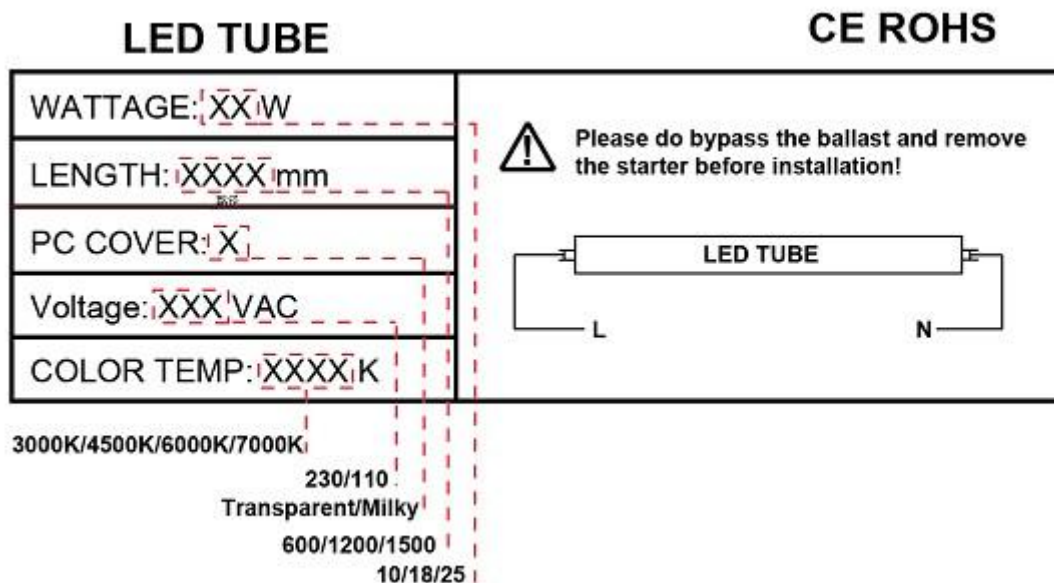 LED TUBE
CE ROHS
WATTAGE: XX W
LENGTH: XXXX mm
PC COVER: X
Voltage: XXX VAC
COLOR TEMP: XXXX K
Please do bypass the ballast and remove
the starter before installation!
LED TUBE
L
N
3000K/4500K/6000K/7000K
230/110
Transparent/Milky
600/1200/1500
10/18/25